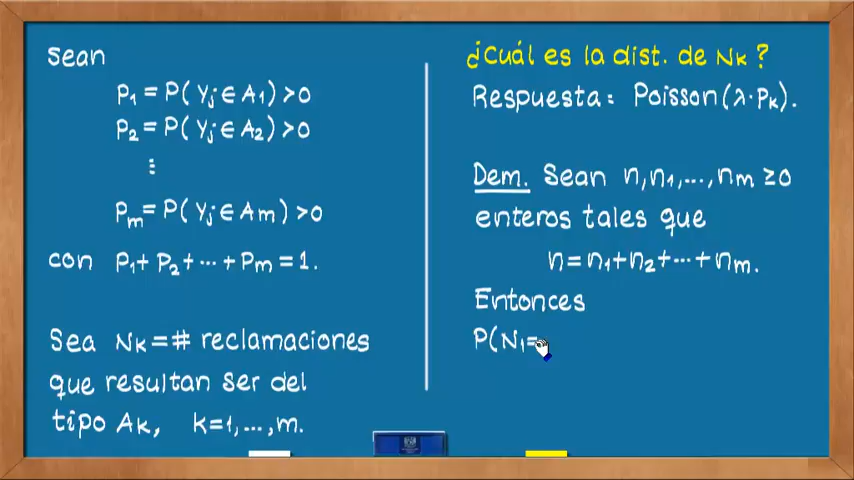 Sean
P₁ = P( Yⱼ ∈ A₁) > 0
P₂ = P( Yⱼ ∈ A₂) > 0
⋮
Pₘ = P( Yⱼ ∈ Aₘ) > 0
con P₁ + P₂ + ··· + Pₘ = 1.
Sea Nₖ = # reclamaciones
que resultan ser del
tipo Aₖ, k=1,...,m.
¿Cuál es la dist. de Nₖ?
Respuesta: Poisson(λ·Pₖ).
Dem. Sean n,n₁,...,nₘ ≥0
enteros tales que
n=n₁+n₂+···+nₘ.
Entonces
P(N₁=